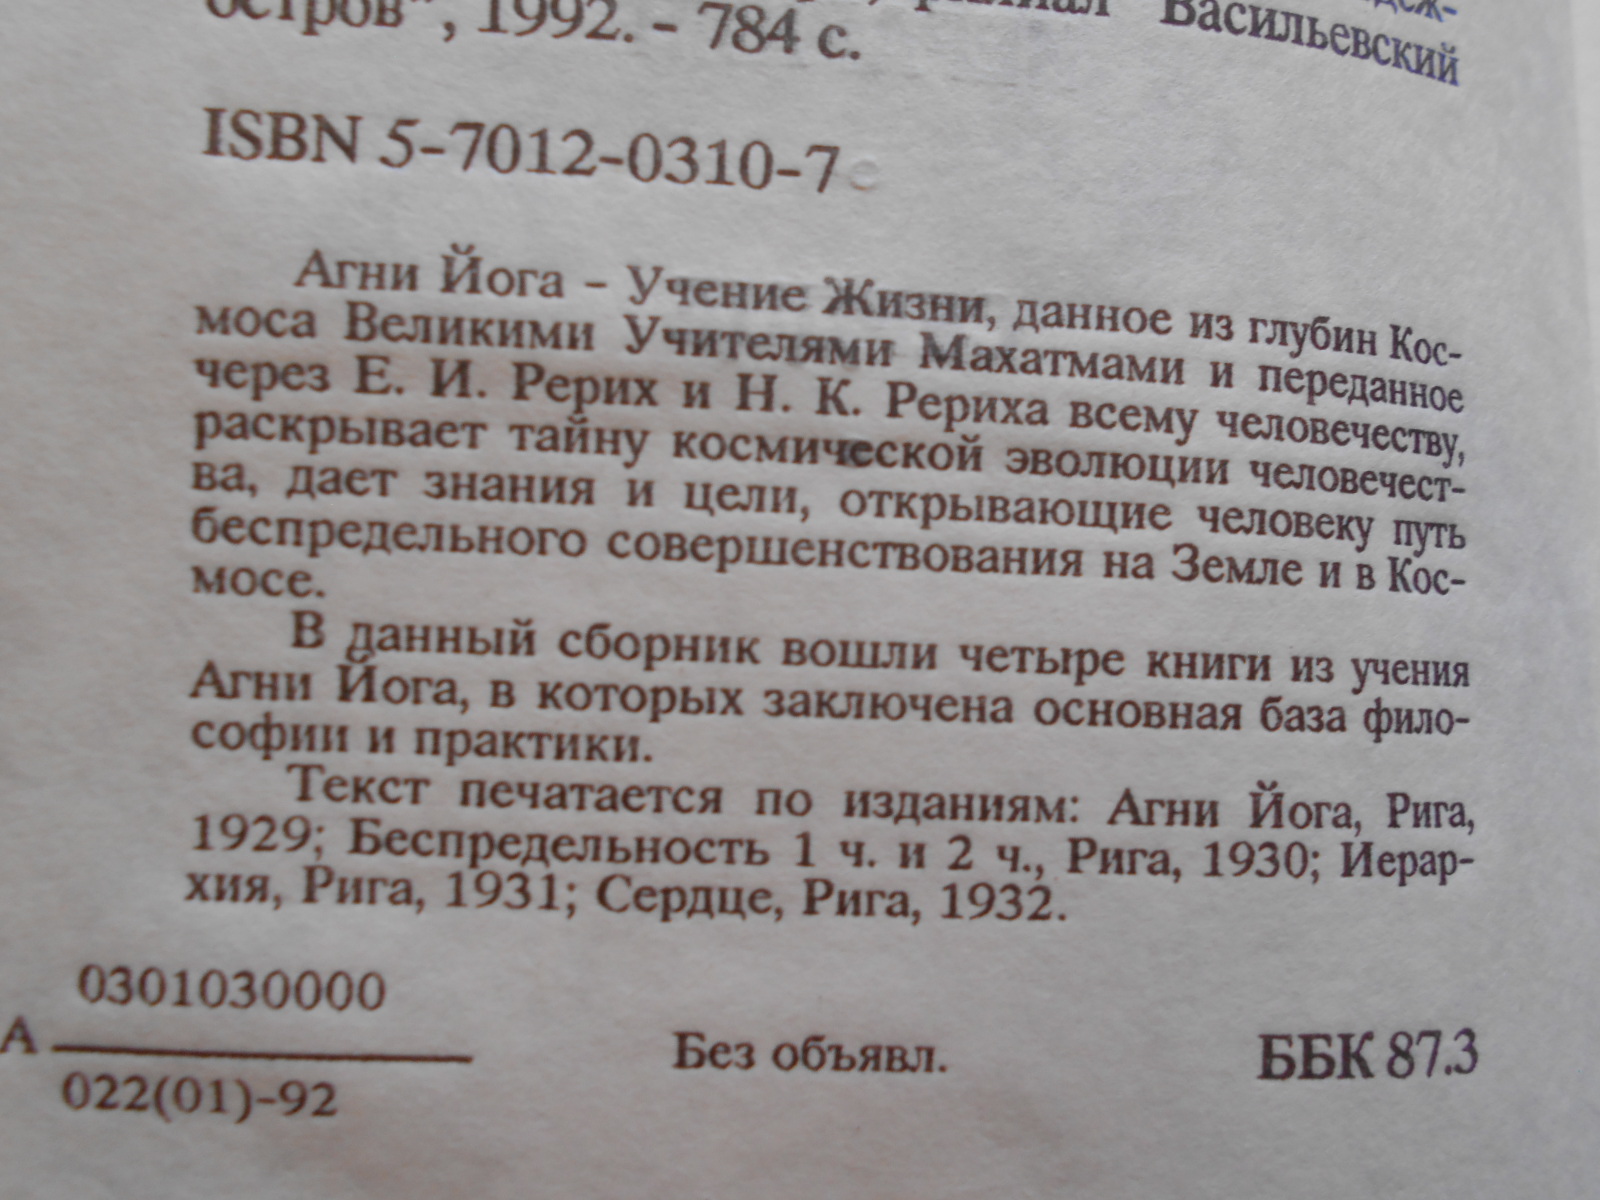 Васильевский
остров", 1992. - 784 с.
ISBN 5-7012-0310-7
Агни Йога - Учение Жизни, данное из глубин Кос-
моса Великими Учителями Махатмами и переданное
через Е. И. Рерих и Н. К. Рериха всему человечеству,
раскрывает тайну космической эволюции человечест-
ва, дает знания и цели, открывающие человеку путь
беспредельного совершенствования на Земле и в Кос-
мосе.
В данный сборник вошли четыре книги из учения
Агни Йога, в которых заключена основная база фило-
софии и практики.
Текст печатается по изданиям: Агни Йога, Рига,
1929; Беспредельность 1 ч. и 2 ч., Рига, 1930; Иерар-
хия, Рига, 1931; Сердце, Рига, 1932.
0301030000
А
022(01)-92
Без объявл.
ББК 87.3